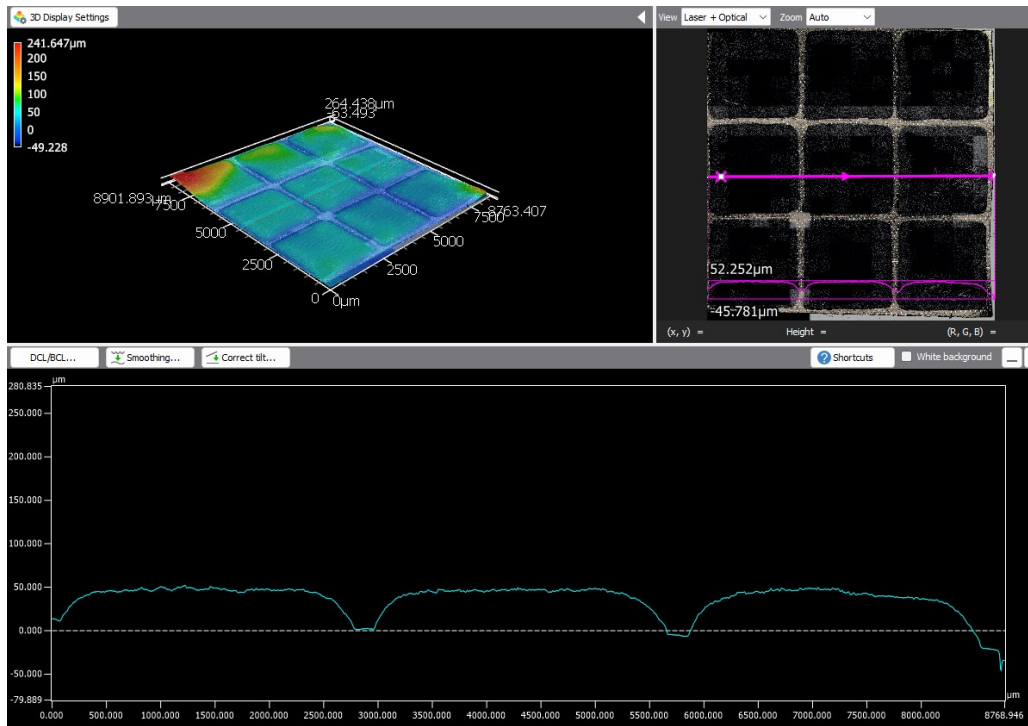 3D Display Settings
View Laser + Optical Zoom Auto
241.647µm
200
150
100
50
0
-49.228
264.438µm
8901.893µm
7500
5000
2500
0
0µm
2500
5000
7500
8763.407
52.252µm
-45.781µm
(x, y) = Height = (R, G, B) =
DCL/BCL... Smoothing... Correct tilt... Shortcuts White background
µm
280.835
250.000
200.000
150.000
100.000
50.000
0.000
-50.000
-79.889
µm
0.000 500.000 1000.000 1500.000 2000.000 2500.000 3000.000 3500.000 4000.000 4500.000 5000.000 5500.000 6000.000 6500.000 7000.000 7500.000 8000.000 8768.946